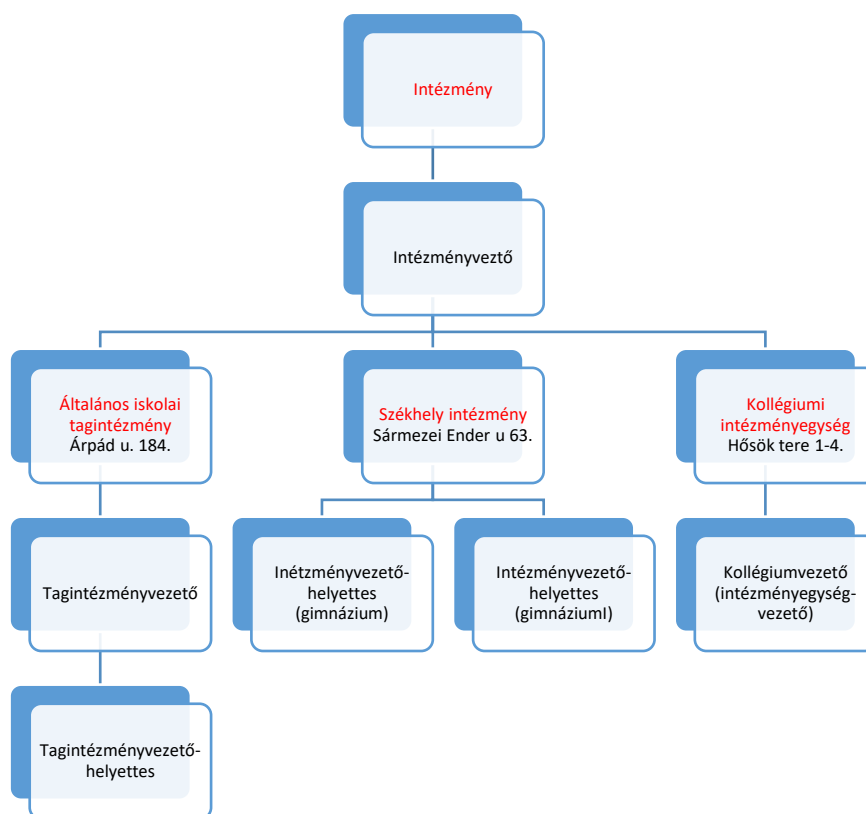 Intézmény
Intézményveztő
Általános iskolai
tagintézmény
Árpád u. 184.
Székhely intézmény
Sármezei Ender u 63.
Kollégiumi
intézményegység
Hősök tere 1-4.
Tagintézményvezető
Inétzményvezető-
helyettes
(gimnázium)
Intézményvezető-
helyettes
(gimnáziumI)
Kollégiumvezető
(intézményegység-
vezető)
Tagintézményvezető-
helyettes